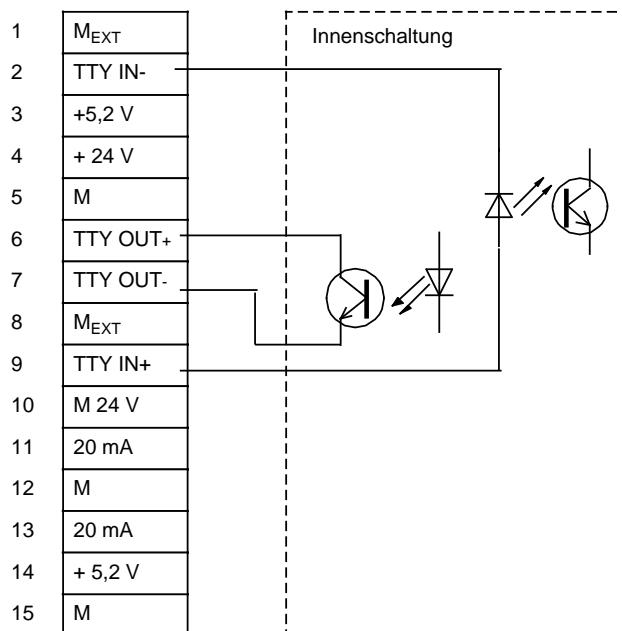 1 M_EXT Innenschaltung
2 TTY IN-
3 +5,2 V
4 + 24 V
5 M
6 TTY OUT+
7 TTY OUT-
8 M_EXT
9 TTY IN+
10 M 24 V
11 20 mA
12 M
13 20 mA
14 + 5,2 V
15 M